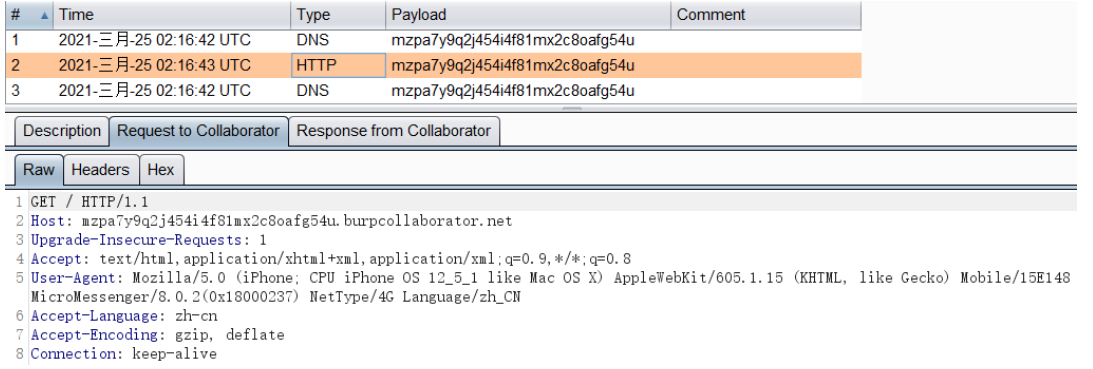 # Time Type Payload Comment
1 2021-三月-25 02:16:42 UTC DNS mzpa7y9q2j454i4f81mx2c8oafg54u
2 2021-三月-25 02:16:43 UTC HTTP mzpa7y9q2j454i4f81mx2c8oafg54u
3 2021-三月-25 02:16:42 UTC DNS mzpa7y9q2j454i4f81mx2c8oafg54u
Description Request to Collaborator Response from Collaborator
Raw Headers Hex
1 GET / HTTP/1.1
2 Host: mzpa7y9q2j454i4f81mx2c8oafg54u.burpcollaborator.net
3 Upgrade-Insecure-Requests: 1
4 Accept: text/html,application/xhtml+xml,application/xml;q=0.9,*/*;q=0.8
5 User-Agent: Mozilla/5.0 (iPhone; CPU iPhone OS 12_5_1 like Mac OS X) AppleWebKit/605.1.15 (KHTML, like Gecko) Mobile/15E148
MicroMessenger/8.0.2(0x18000237) NetType/4G Language/zh_CN
6 Accept-Language: zh-cn
7 Accept-Encoding: gzip, deflate
8 Connection: keep-alive